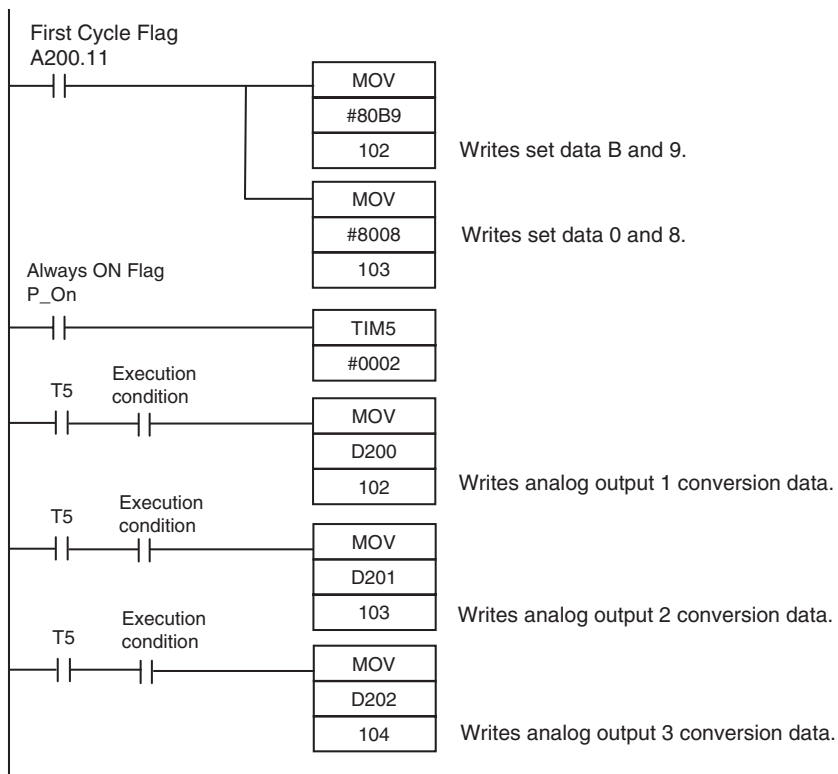 First Cycle Flag
A200.11
MOV
#80B9
102
Writes set data B and 9.
MOV
#8008
103
Writes set data 0 and 8.
Always ON Flag
P_On
TIM5
#0002
T5
Execution
condition
MOV
D200
102
Writes analog output 1 conversion data.
T5
Execution
condition
MOV
D201
103
Writes analog output 2 conversion data.
T5
Execution
condition
MOV
D202
104
Writes analog output 3 conversion data.